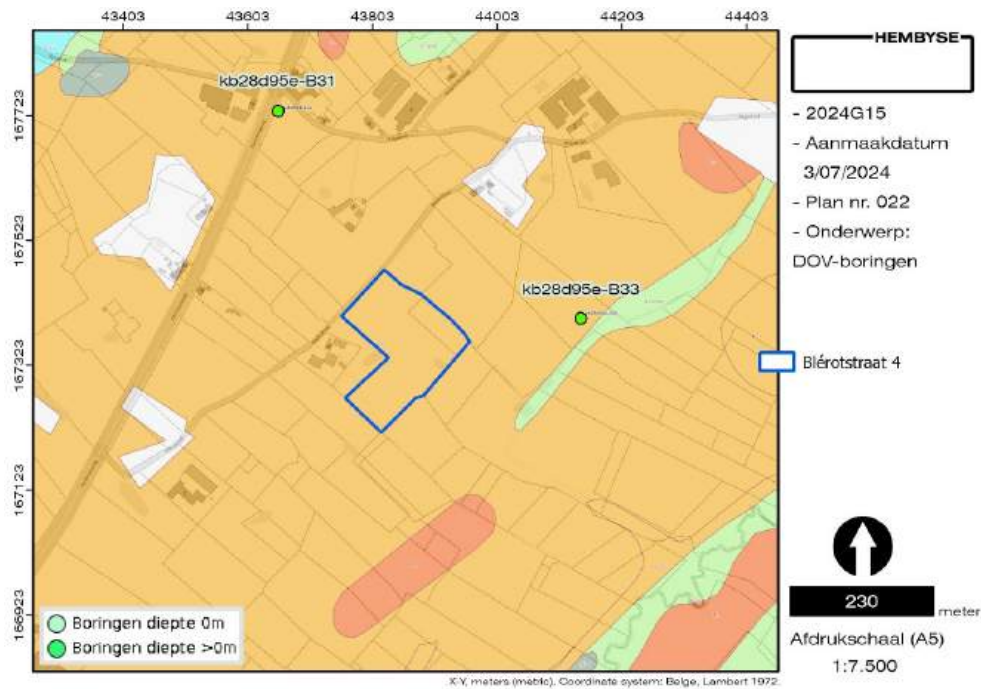 43403 43603 43803 44003 44203 44403
167723
167523
167323
167123
166923
kb28d95e-B31
kb28d95e-B33
Boringen diepte 0m
Boringen diepte >0m
X-Y, meters (metric). Coordinate system: Belge, Lambert 1972.
HEMBYSE
- 2024G15
- Aanmaakdatum
3/07/2024
- Plan nr. 022
- Onderwerp:
DOV-boringen
Blérotstraat 4
230 meter
Afdrukschaal (A5)
1:7.500